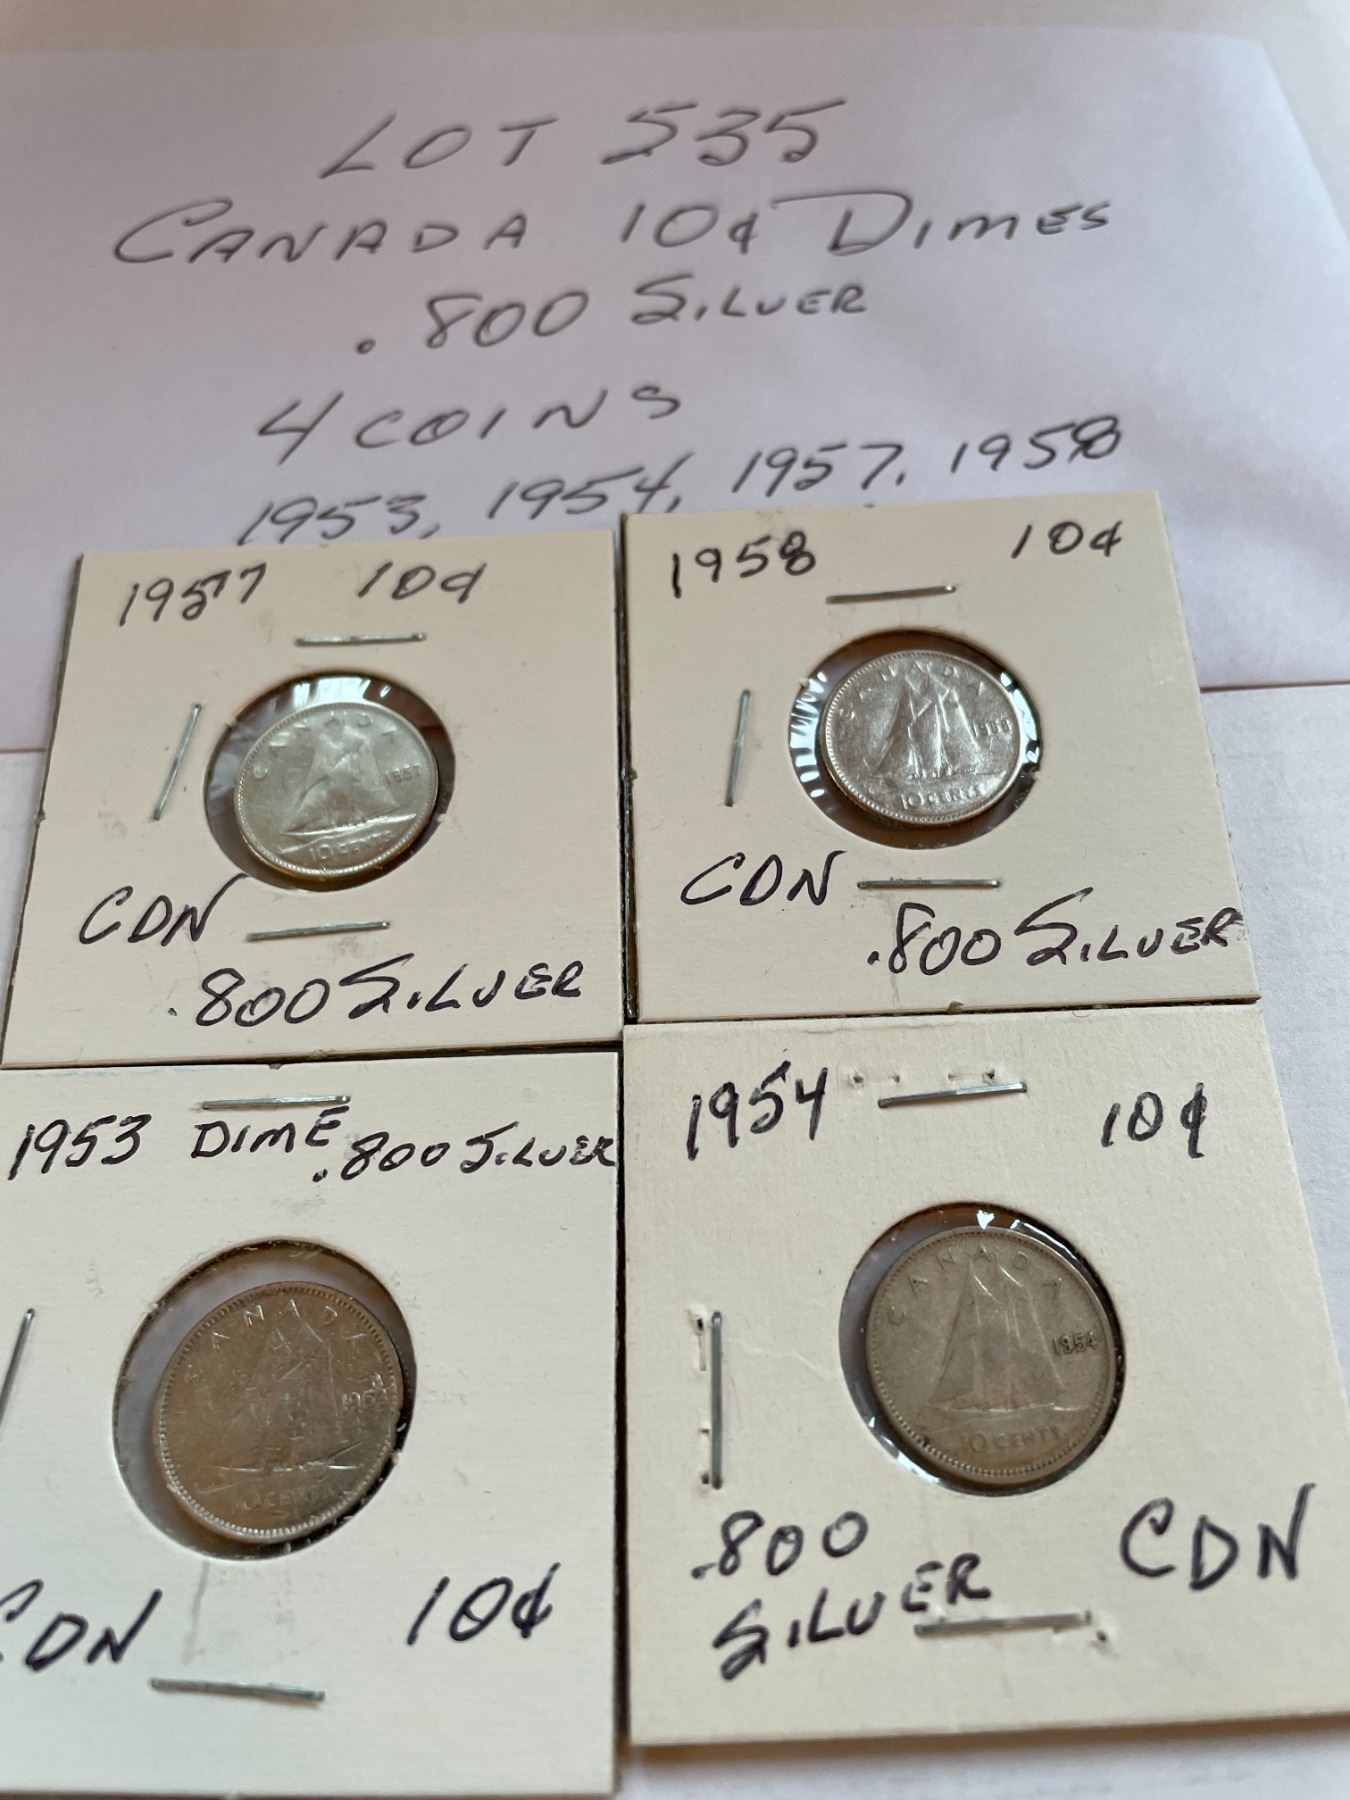 LOT 535
CANADA 10¢ DIMES
.800 SILVER
4 COINS
1953, 1954, 1957, 1958
1957 10¢
CANADA
1957
10 CENTS
CDN
.800 SILVER
1958 10¢
CANADA
10 CENTS
CDN
.800 SILVER
1953 DIME .800 SILVER
CANADA
10 CENTS
CDN 10¢
1954 10¢
CANADA
1954
10 CENTS
.800 CDN
SILVER